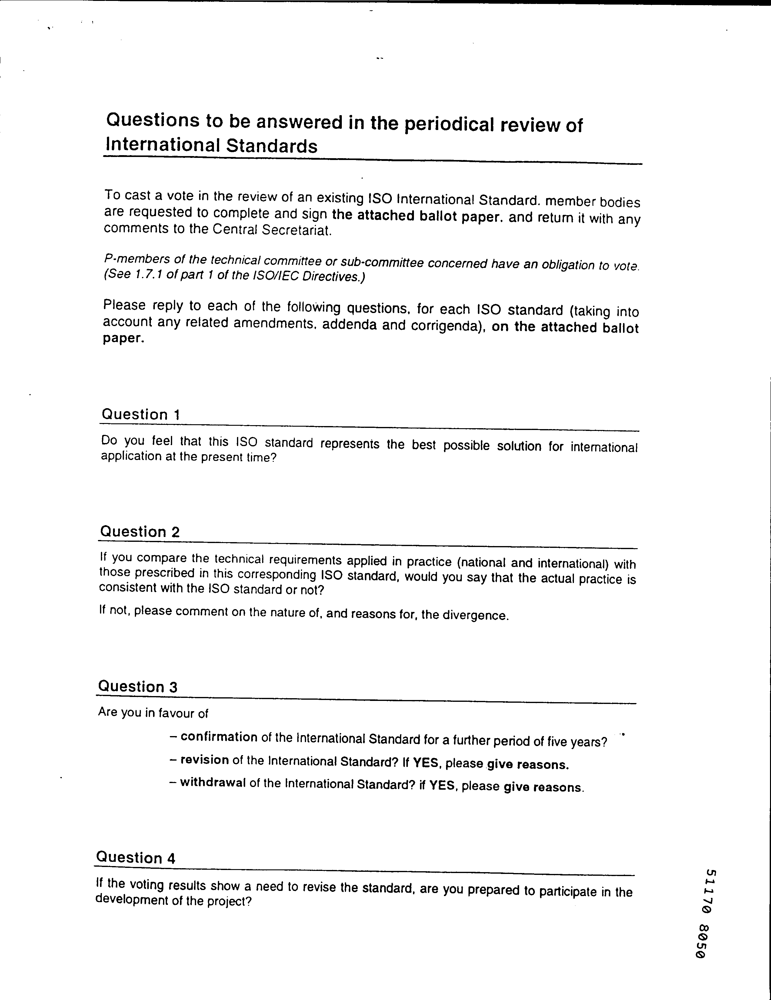 Questions to be answered in the periodical review of
International Standards
To cast a vote in the review of an existing ISO International Standard. member bodies
are requested to complete and sign the attached ballot paper. and return it with any
comments to the Central Secretariat.
P-members of the technical committee or sub-committee concerned have an obligation to vote.
(See 1.7.1 of part 1 of the ISO/IEC Directives.)
Please reply to each of the following questions, for each ISO standard (taking into
account any related amendments, addenda and corrigenda), on the attached ballot
paper.
Question 1
Do you feel that this ISO standard represents the best possible solution for international
application at the present time?
Question 2
If you compare the technical requirements applied in practice (national and international) with
those prescribed in this corresponding ISO standard, would you say that the actual practice is
consistent with the ISO standard or not?
If not, please comment on the nature of, and reasons for, the divergence.
Question 3
Are you in favour of
– confirmation of the International Standard for a further period of five years?
– revision of the International Standard? If YES, please give reasons.
– withdrawal of the International Standard? if YES, please give reasons.
Question 4
If the voting results show a need to revise the standard, are you prepared to participate in the
development of the project?
51170 8050